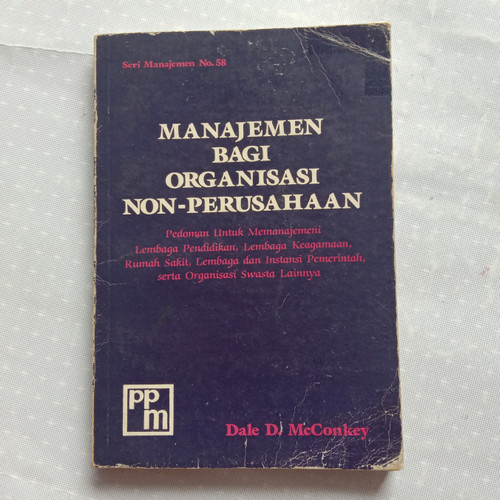 Seri Manajemen No. 58
MANAJEMEN
BAGI
ORGANISASI
NON-PERUSAHAAN
Pedoman Untuk Memanajemeni
Lembaga Pendidikan, Lembaga Keagamaan,
Rumah Sakit, Lembaga dan Instansi Pemerintah,
serta Organisasi Swasta Lainnya
pp
m
Dale D. McConkey